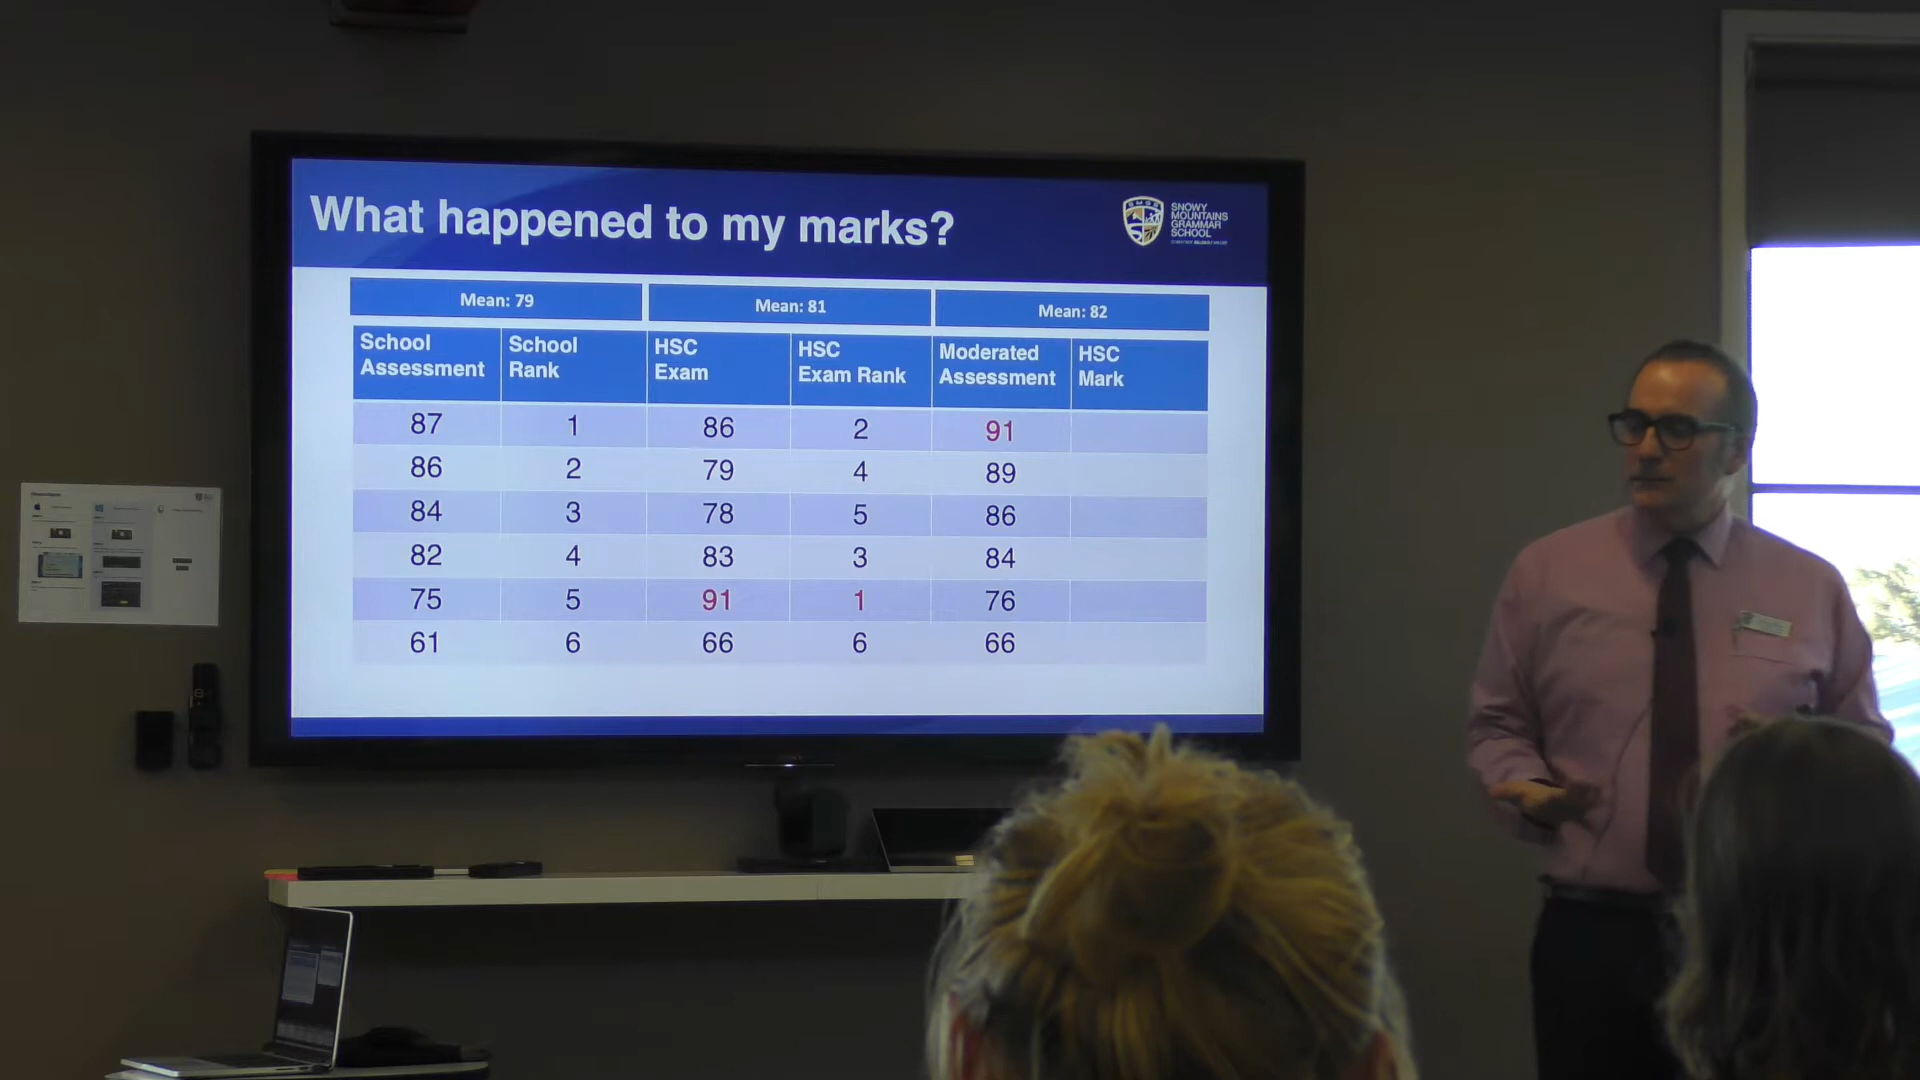 What happened to my marks?
SNOWY
MOUNTAINS
GRAMMAR
SCHOOL
Mean: 79 Mean: 81 Mean: 82
School Assessment School Rank HSC Exam HSC Exam Rank Moderated Assessment HSC Mark
87 1 86 2 91
86 2 79 4 89
84 3 78 5 86
82 4 83 3 84
75 5 91 1 76
61 6 66 6 66